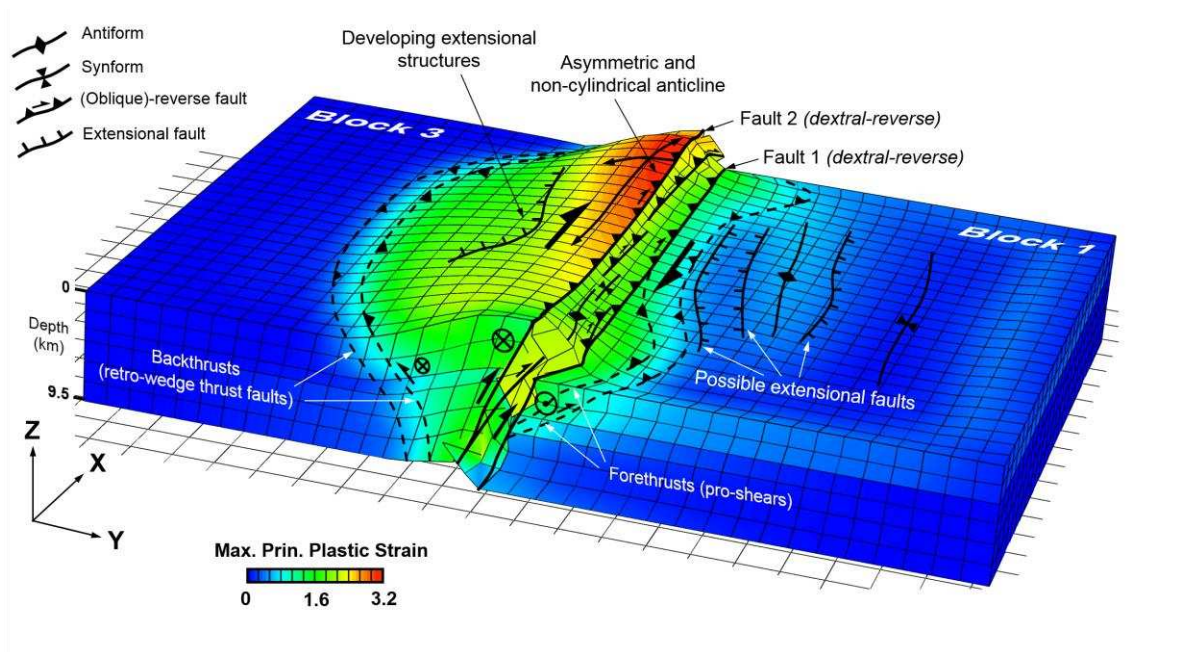 Antiform
Synform
(Oblique)-reverse fault
Extensional fault
Developing extensional
structures
Asymmetric and
non-cylindrical anticline
Fault 2 (dextral-reverse)
Fault 1 (dextral-reverse)
Block 3
Block 1
0
Depth
(km)
9.5
Backthrusts
(retro-wedge thrust faults)
Possible extensional faults
Forethrusts (pro-shears)
Z
X
Y
Max. Prin. Plastic Strain
0 1.6 3.2